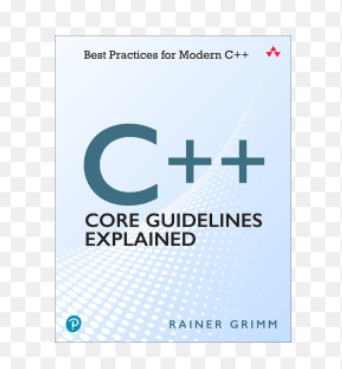 Best Practices for Modern C++
C++
CORE GUIDELINES
EXPLAINED
P
RAINER GRIMM